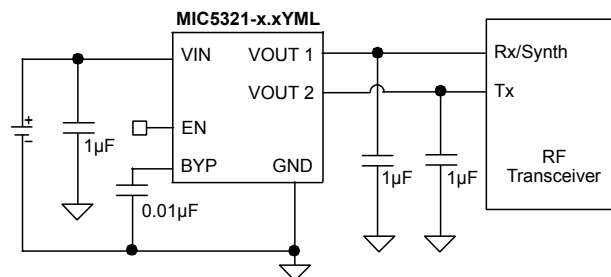 MIC5321-x.xYML
VIN
VOUT 1
Rx/Synth
VOUT 2
Tx
+
–
1µF
EN
BYP
GND
0.01µF
1µF
1µF
RF
Transceiver